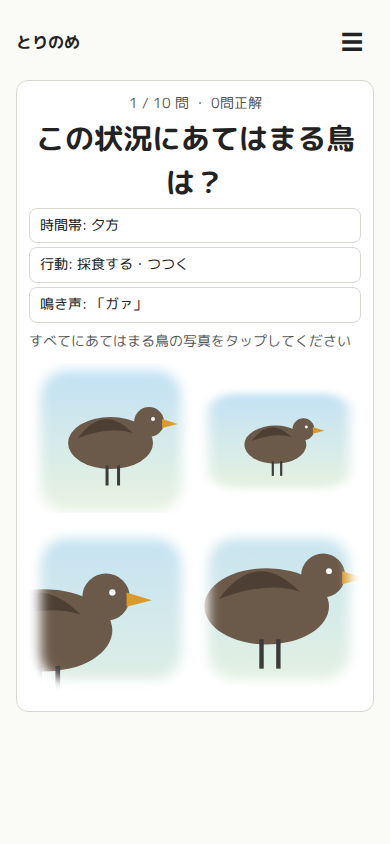 とりのめ
1 / 10 問 · 0問正解
この状況にあてはまる鳥
は？
時間帯: 夕方
行動: 採食する・つつく
鳴き声: 「ガァ」
すべてにあてはまる鳥の写真をタップしてください